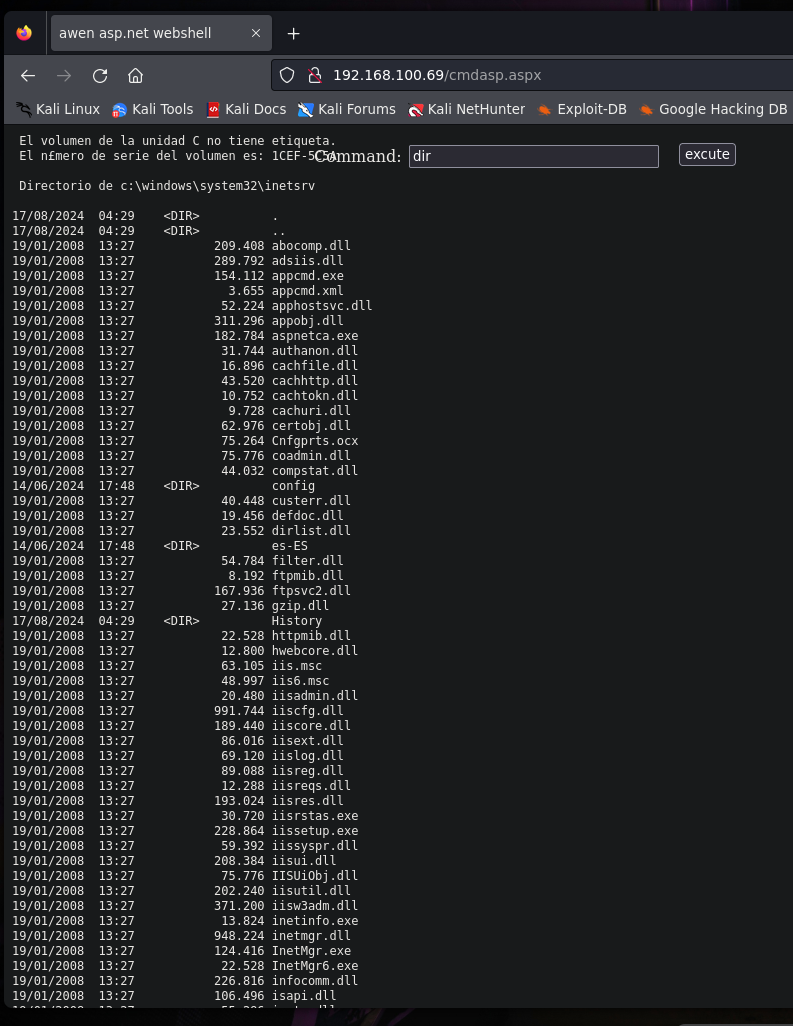 awen asp.net webshell
192.168.100.69/cmdasp.aspx
Kali Linux Kali Tools Kali Docs Kali Forums Kali NetHunter Exploit-DB Google Hacking DB
El volumen de la unidad C no tiene etiqueta.
El n£mero de serie del volumen es: 1CEF-
Command: dir excute
Directorio de c:\windows\system32\inetsrv
17/08/2024 04:29 <DIR> .
17/08/2024 04:29 <DIR> ..
19/01/2008 13:27 209.408 abocomp.dll
19/01/2008 13:27 289.792 adsiis.dll
19/01/2008 13:27 154.112 appcmd.exe
19/01/2008 13:27 3.655 appcmd.xml
19/01/2008 13:27 52.224 apphostsvc.dll
19/01/2008 13:27 311.296 appobj.dll
19/01/2008 13:27 182.784 aspnetca.exe
19/01/2008 13:27 31.744 authanon.dll
19/01/2008 13:27 16.896 cachfile.dll
19/01/2008 13:27 43.520 cachhttp.dll
19/01/2008 13:27 10.752 cachtokn.dll
19/01/2008 13:27 9.728 cachuri.dll
19/01/2008 13:27 62.976 certobj.dll
19/01/2008 13:27 75.264 Cnfgprts.ocx
19/01/2008 13:27 75.776 coadmin.dll
19/01/2008 13:27 44.032 compstat.dll
14/06/2024 17:48 <DIR> config
19/01/2008 13:27 40.448 custerr.dll
19/01/2008 13:27 19.456 defdoc.dll
19/01/2008 13:27 23.552 dirlist.dll
14/06/2024 17:48 <DIR> es-ES
19/01/2008 13:27 54.784 filter.dll
19/01/2008 13:27 8.192 ftpmib.dll
19/01/2008 13:27 167.936 ftpsvc2.dll
19/01/2008 13:27 27.136 gzip.dll
17/08/2024 04:29 <DIR> History
19/01/2008 13:27 22.528 httpmib.dll
19/01/2008 13:27 12.800 hwebcore.dll
19/01/2008 13:27 63.105 iis.msc
19/01/2008 13:27 48.997 iis6.msc
19/01/2008 13:27 20.480 iisadmin.dll
19/01/2008 13:27 991.744 iiscfg.dll
19/01/2008 13:27 189.440 iiscore.dll
19/01/2008 13:27 86.016 iisext.dll
19/01/2008 13:27 69.120 iislog.dll
19/01/2008 13:27 89.088 iisreg.dll
19/01/2008 13:27 12.288 iisreqs.dll
19/01/2008 13:27 193.024 iisres.dll
19/01/2008 13:27 30.720 iisrstas.exe
19/01/2008 13:27 228.864 iissetup.exe
19/01/2008 13:27 59.392 iissyspr.dll
19/01/2008 13:27 208.384 iisui.dll
19/01/2008 13:27 75.776 IISUiObj.dll
19/01/2008 13:27 202.240 iisutil.dll
19/01/2008 13:27 371.200 iisw3adm.dll
19/01/2008 13:27 13.824 inetinfo.exe
19/01/2008 13:27 948.224 inetmgr.dll
19/01/2008 13:27 124.416 InetMgr.exe
19/01/2008 13:27 22.528 InetMgr6.exe
19/01/2008 13:27 226.816 infocomm.dll
19/01/2008 13:27 106.496 isapi.dll